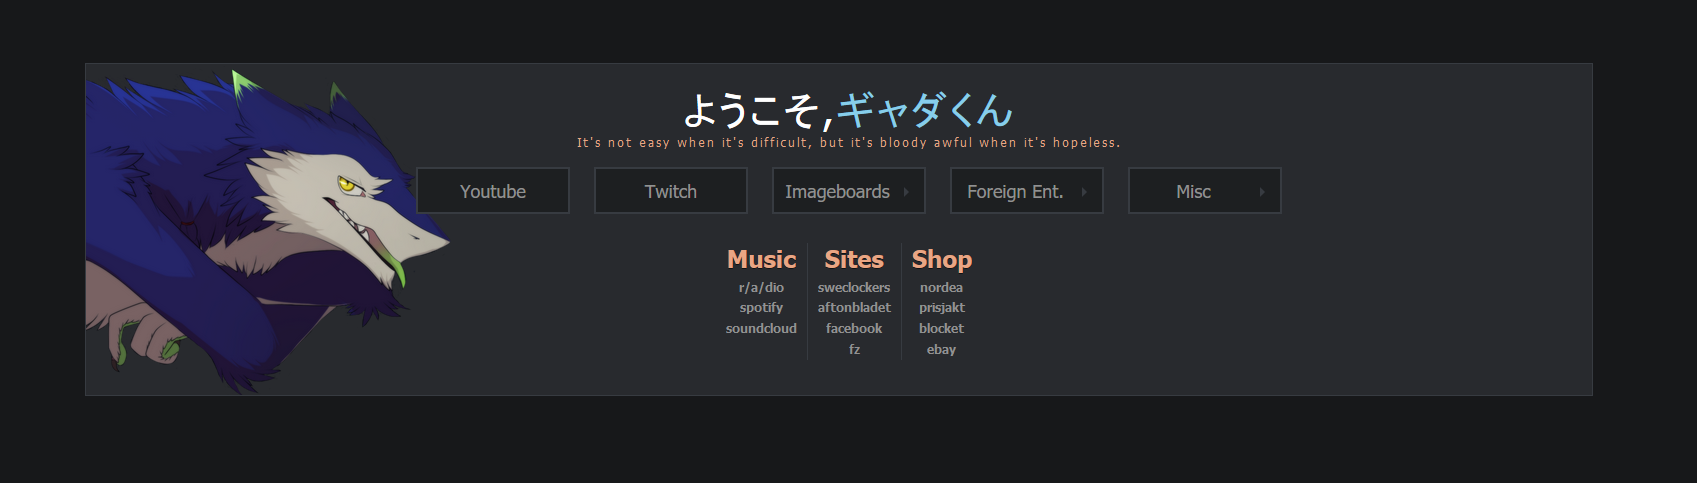 ようこそ,ギャダくん
It's not easy when it's difficult, but it's bloody awful when it's hopeless.
Youtube
Twitch
Imageboards
Foreign Ent.
Misc
Music
r/a/dio
spotify
soundcloud
Sites
sweclockers
aftonbladet
facebook
fz
Shop
nordea
prisjakt
blocket
ebay